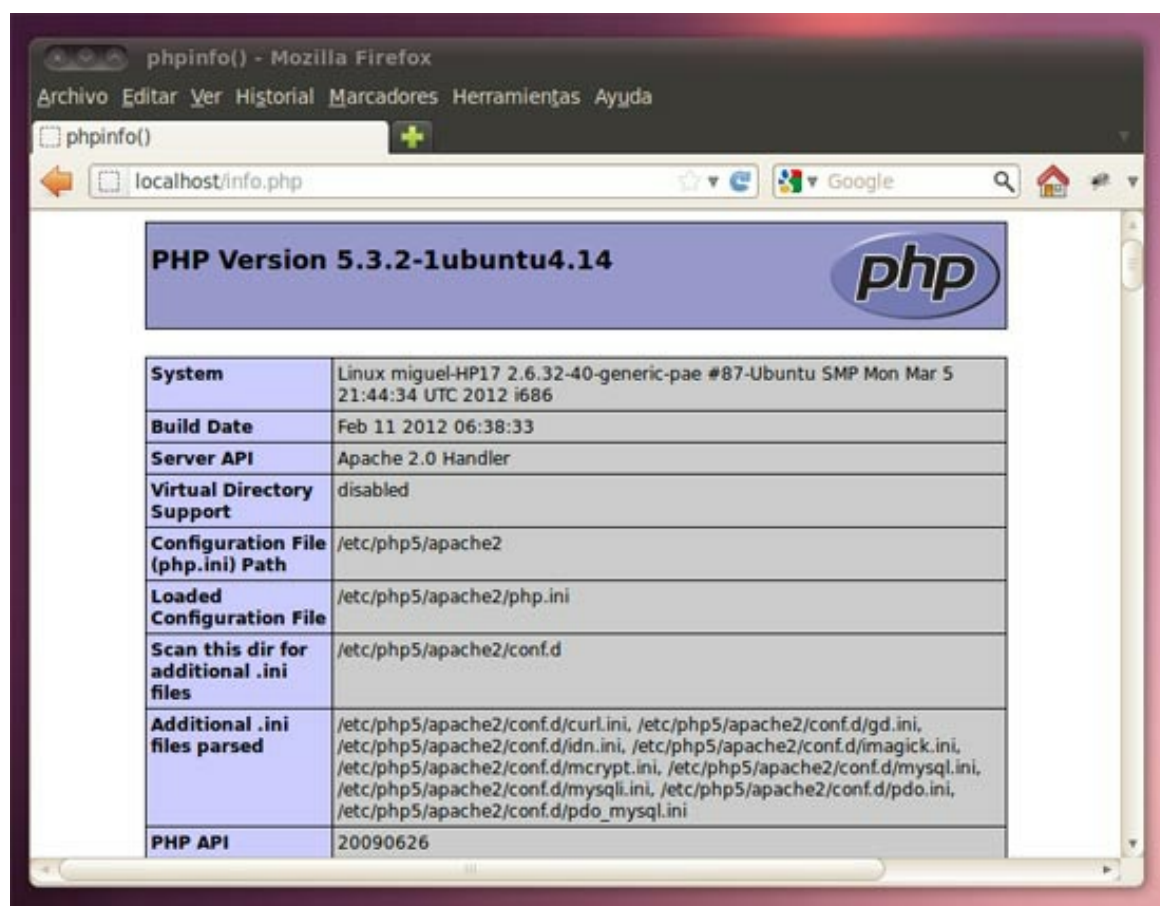 phpinfo() - Mozilla Firefox
Archivo Editar Ver Historial Marcadores Herramientas Ayuda
phpinfo()
localhost/info.php
Google
PHP Version 5.3.2-1ubuntu4.14
php
System
Linux miguel-HP17 2.6.32-40-generic-pae #87-Ubuntu SMP Mon Mar 5
21:44:34 UTC 2012 i686
Build Date
Feb 11 2012 06:38:33
Server API
Apache 2.0 Handler
Virtual Directory
Support
disabled
Configuration File
(php.ini) Path
/etc/php5/apache2
Loaded
Configuration File
/etc/php5/apache2/php.ini
Scan this dir for
additional .ini
files
/etc/php5/apache2/conf.d
Additional .ini
files parsed
/etc/php5/apache2/conf.d/curl.ini, /etc/php5/apache2/conf.d/gd.ini,
/etc/php5/apache2/conf.d/idn.ini, /etc/php5/apache2/conf.d/imagick.ini,
/etc/php5/apache2/conf.d/mcrypt.ini, /etc/php5/apache2/conf.d/mysql.ini,
/etc/php5/apache2/conf.d/mysqli.ini, /etc/php5/apache2/conf.d/pdo.ini,
/etc/php5/apache2/conf.d/pdo_mysql.ini
PHP API
20090626